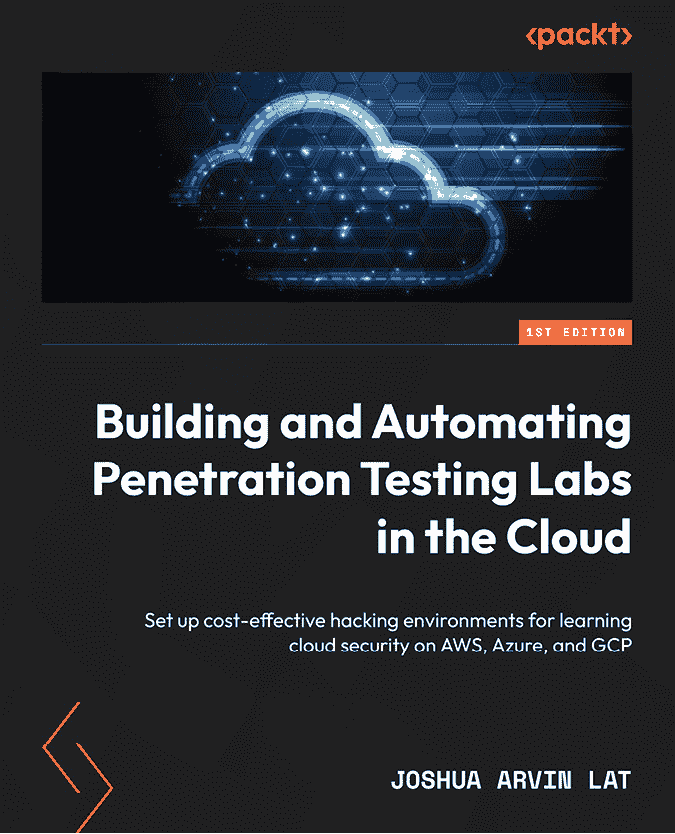 <packt>
1ST EDITION
Building and Automating
Penetration Testing Labs
in the Cloud
Set up cost-effective hacking environments for learning
cloud security on AWS, Azure, and GCP
JOSHUA ARVIN LAT